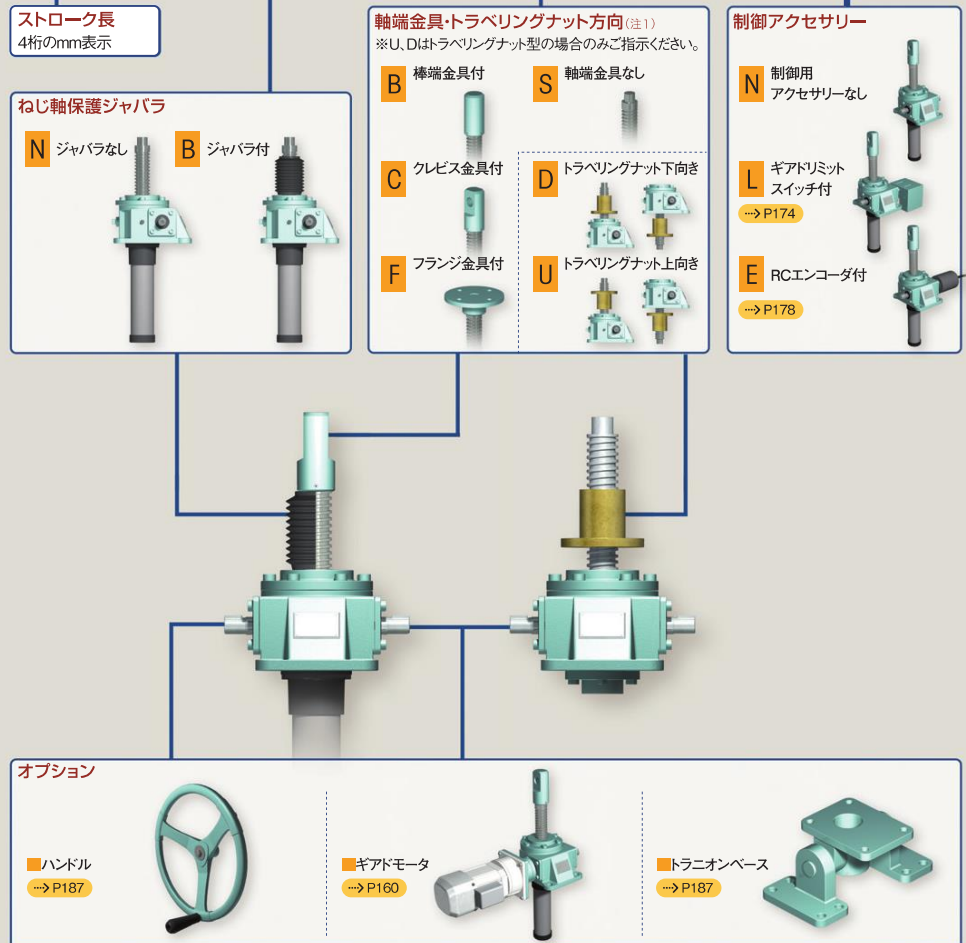 ストローク長
4桁のmm表示
ねじ軸保護ジャバラ
N ジャバラなし
B ジャバラ付
軸端金具・トラベリングナット方向(注1)
※U、Dはトラベリングナット型の場合のみご指示ください。
B 棒端金具付
S 軸端金具なし
C クレビス金具付
D トラベリングナット下向き
F フランジ金具付
U トラベリングナット上向き
制御アクセサリー
N 制御用
アクセサリーなし
L ギアドリミット
スイッチ付
P174
E RCエンコーダ付
P178
オプション
ハンドル
P187
ギアドモータ
P160
トラニオンベース
P187